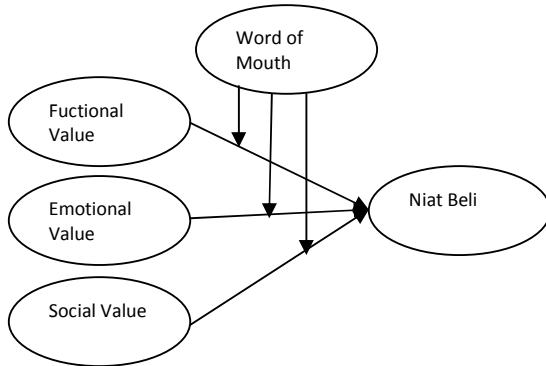 Word of
Mouth
Fuctional
Value
Emotional
Value
Niat Beli
Social Value